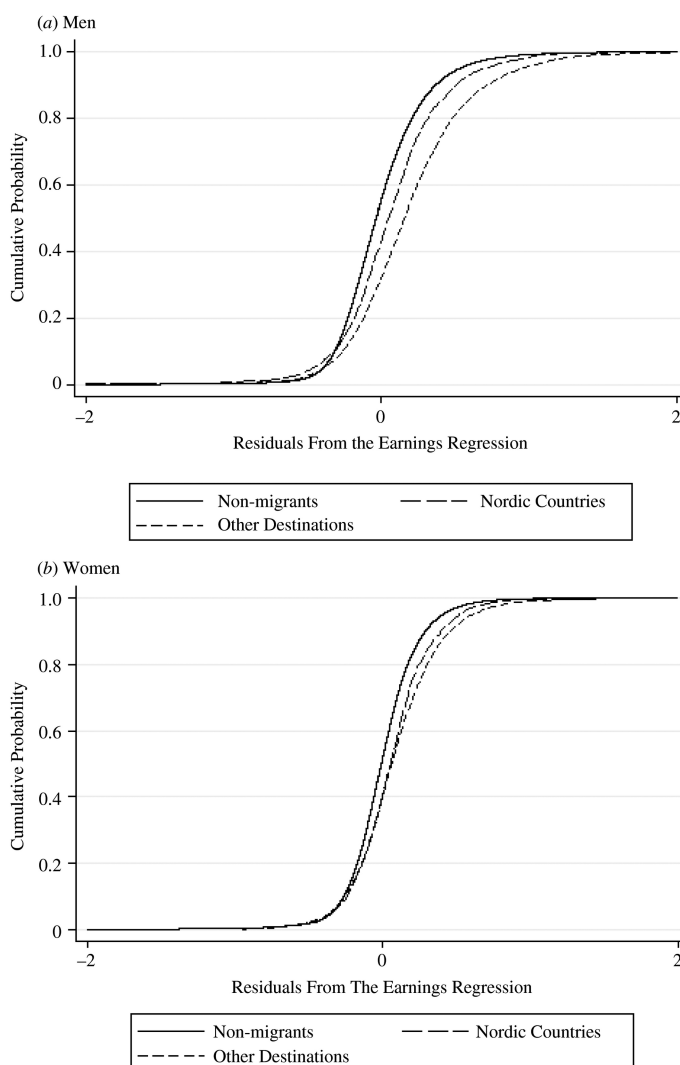 (a) Men
1.0
0.8
0.6
0.4
0.2
0
Cumulative Probability
−2
0
2
Residuals From the Earnings Regression
Non-migrants
Nordic Countries
Other Destinations
(b) Women
1.0
0.8
0.6
0.4
0.2
0
Cumulative Probability
−2
0
2
Residuals From The Earnings Regression
Non-migrants
Nordic Countries
Other Destinations